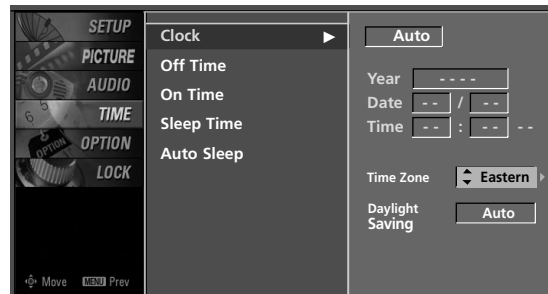 SETUP
PICTURE
AUDIO
TIME
OPTION
LOCK
Move MENU Prev
Clock
Off Time
On Time
Sleep Time
Auto Sleep
Auto
Year - - - -
Date - - / - -
Time - - : - - - -
Time Zone Eastern
Daylight
Saving Auto